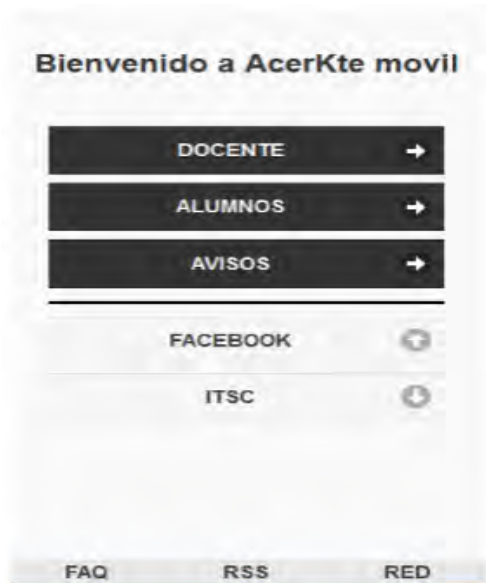 Bienvenido a AcerKte movil
DOCENTE
ALUMNOS
AVISOS
FACEBOOK
ITSC
FAQ RSS RED